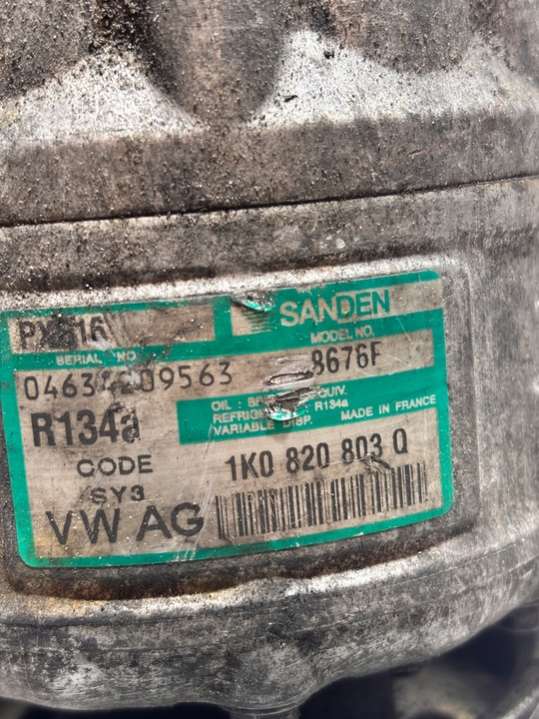 SANDEN
MODEL NO.
SERIAL NO
8676F
OIL :
R134a
VARIABLE DISP.
MADE IN FRANCE
R134a
CODE
SY3
1K0 820 803 Q
VW AG